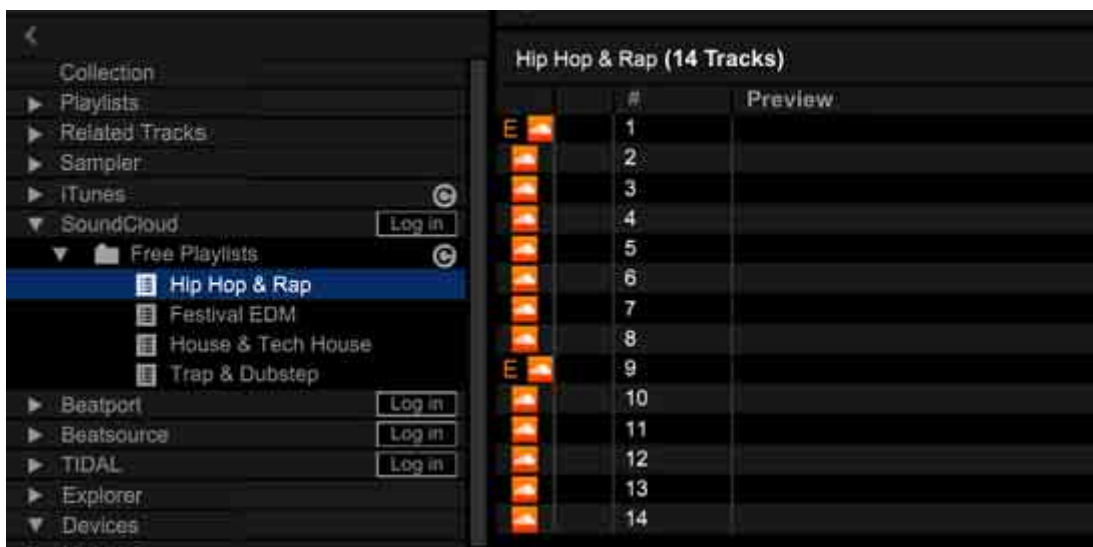 Collection
Playlists
Related Tracks
Sampler
iTunes
SoundCloud Log in
Free Playlists
Hip Hop & Rap
Festival EDM
House & Tech House
Trap & Dubstep
Beatport Log in
Beatsource Log in
TIDAL Log in
Explorer
Devices
Hip Hop & Rap (14 Tracks)
# Preview
E 1
2
3
4
5
6
7
8
E 9
10
11
12
13
14